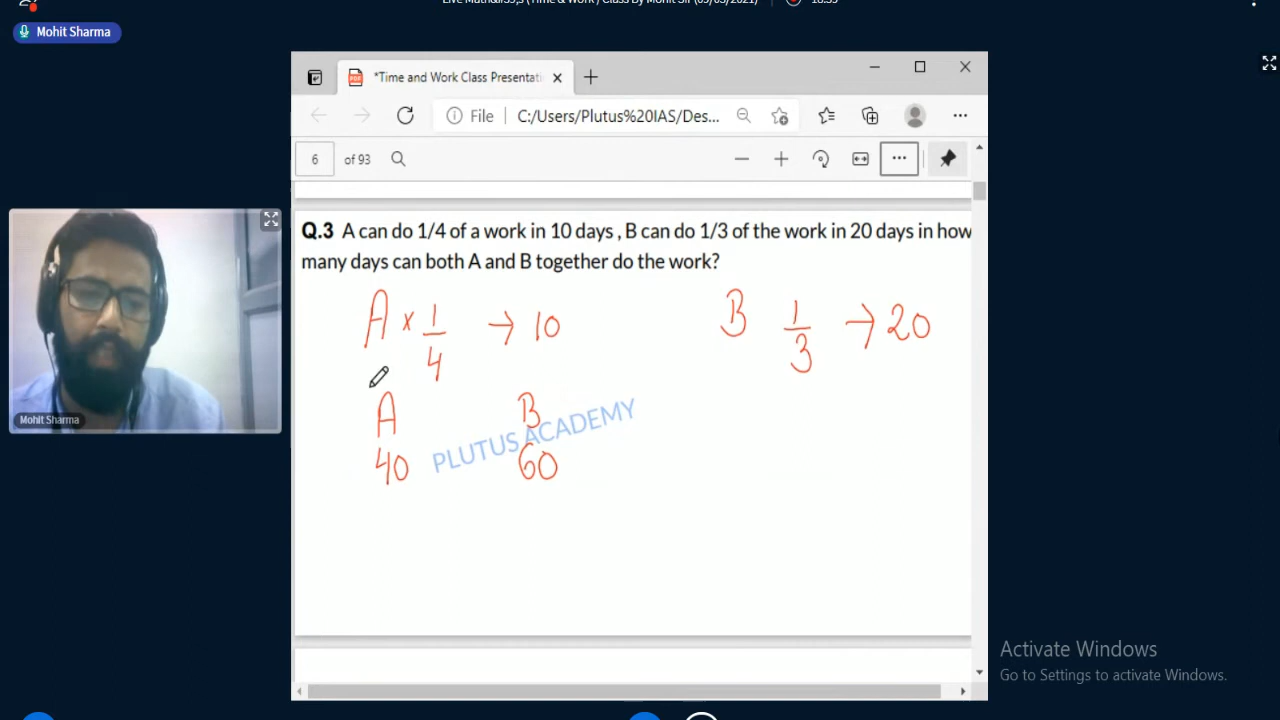 Mohit Sharma
*Time and Work Class Presentati
File
C:/Users/Plutus%20IAS/Des...
6 of 93
Q.3 A can do 1/4 of a work in 10 days , B can do 1/3 of the work in 20 days in how
many days can both A and B together do the work?
A × 1/4 → 10
B 1/3 → 20
A B
40 60
PLUTUS ACADEMY
Mohit Sharma
Activate Windows
Go to Settings to activate Windows.